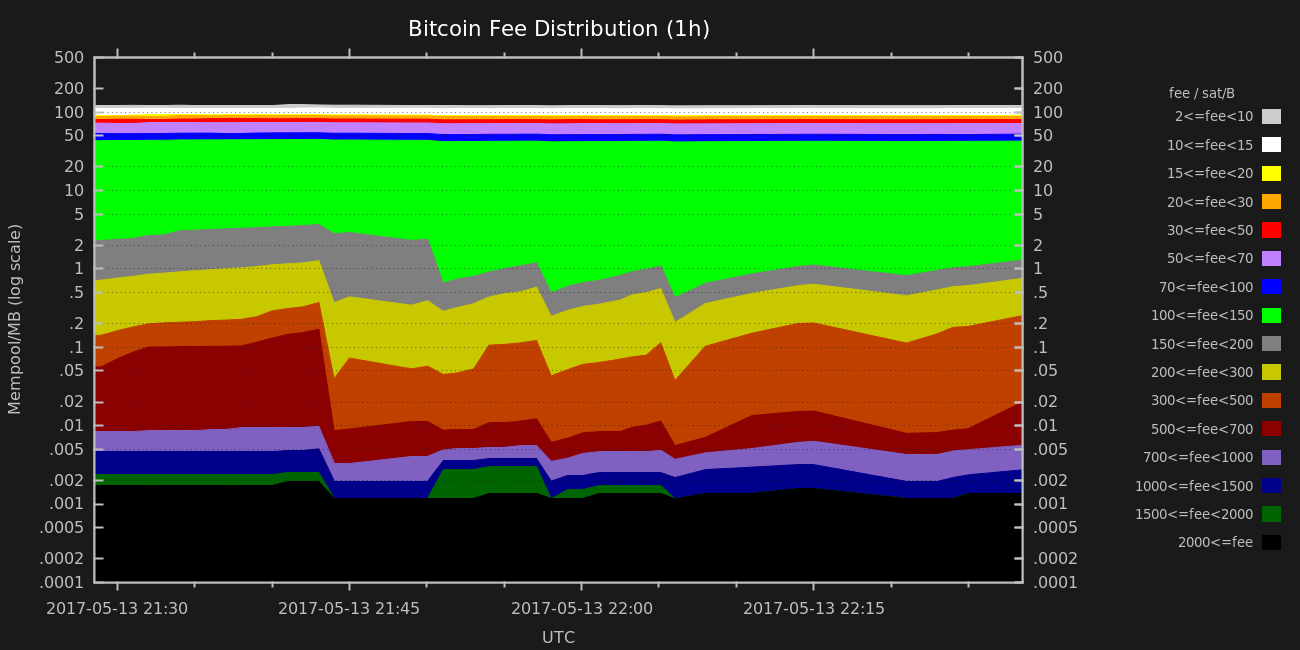 Bitcoin Fee Distribution (1h)
500
200
100
50
20
10
5
2
1
.5
.2
.1
.05
.02
.01
.005
.002
.001
.0005
.0002
.0001
Mempool/MB (log scale)
500
200
100
50
20
10
5
2
1
.5
.2
.1
.05
.02
.01
.005
.002
.001
.0005
.0002
.0001
2017-05-13 21:30
2017-05-13 21:45
2017-05-13 22:00
2017-05-13 22:15
UTC
fee / sat/B
2<=fee<10
10<=fee<15
15<=fee<20
20<=fee<30
30<=fee<50
50<=fee<70
70<=fee<100
100<=fee<150
150<=fee<200
200<=fee<300
300<=fee<500
500<=fee<700
700<=fee<1000
1000<=fee<1500
1500<=fee<2000
2000<=fee